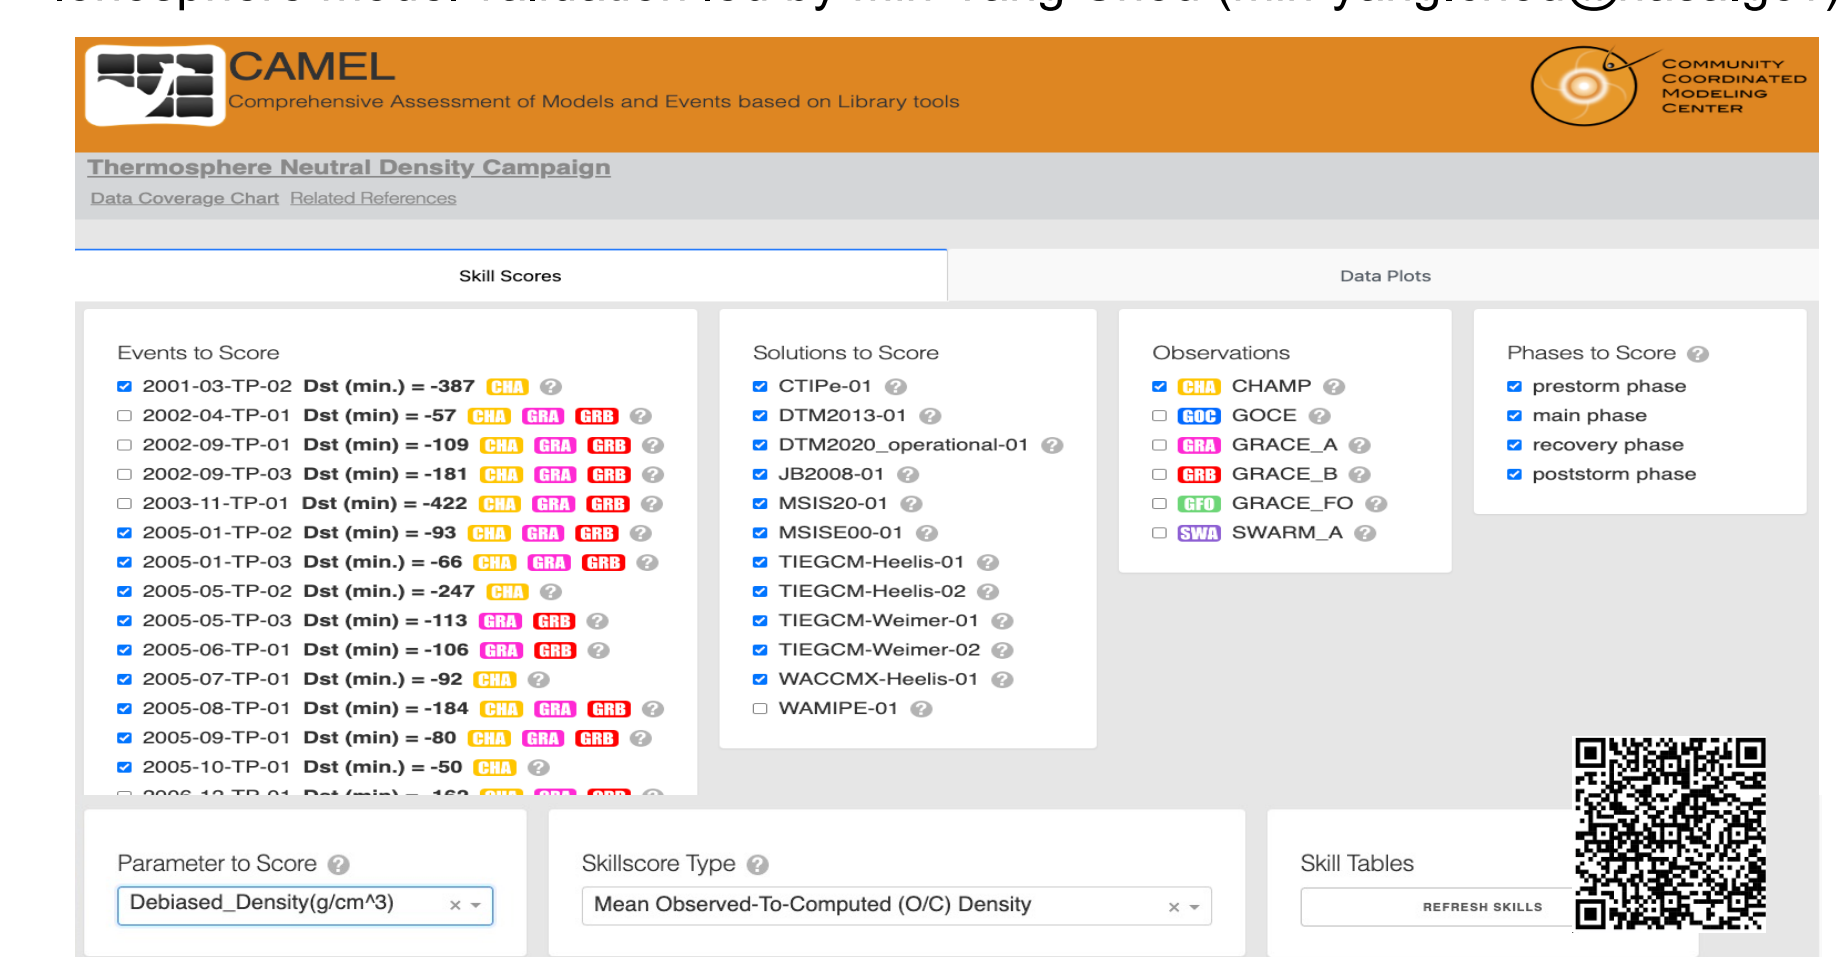 CAMEL
Comprehensive Assessment of Models and Events based on Library tools
COMMUNITY
COORDINATED
MODELING
CENTER
Thermosphere Neutral Density Campaign
Data Coverage Chart Related References
Skill Scores
Data Plots
Events to Score
2001-03-TP-02 Dst (min.) = -387 CHA ?
2002-04-TP-01 Dst (min) = -57 CHA GRA GRB ?
2002-09-TP-01 Dst (min) = -109 CHA GRA GRB ?
2002-09-TP-03 Dst (min) = -181 CHA GRA GRB ?
2003-11-TP-01 Dst (min) = -422 CHA GRA GRB ?
2005-01-TP-02 Dst (min) = -93 CHA GRA GRB ?
2005-01-TP-03 Dst (min) = -66 CHA GRA GRB ?
2005-05-TP-02 Dst (min.) = -247 CHA ?
2005-05-TP-03 Dst (min) = -113 GRA GRB ?
2005-06-TP-01 Dst (min) = -106 GRA GRB ?
2005-07-TP-01 Dst (min.) = -92 CHA ?
2005-08-TP-01 Dst (min) = -184 CHA GRA GRB ?
2005-09-TP-01 Dst (min) = -80 CHA GRA GRB ?
2005-10-TP-01 Dst (min.) = -50 CHA ?
Solutions to Score
CTIPe-01 ?
DTM2013-01 ?
DTM2020_operational-01 ?
JB2008-01 ?
MSIS20-01 ?
MSISE00-01 ?
TIEGCM-Heelis-01 ?
TIEGCM-Heelis-02 ?
TIEGCM-Weimer-01 ?
TIEGCM-Weimer-02 ?
WACCMX-Heelis-01 ?
WAMIPE-01 ?
Observations
CHA CHAMP ?
GOC GOCE ?
GRA GRACE_A ?
GRB GRACE_B ?
GFO GRACE_FO ?
SWA SWARM_A ?
Phases to Score ?
prestorm phase
main phase
recovery phase
poststorm phase
Parameter to Score ?
Debiased_Density(g/cm^3) ×
Skillscore Type ?
Mean Observed-To-Computed (O/C) Density ×
Skill Tables
REFRESH SKILLS